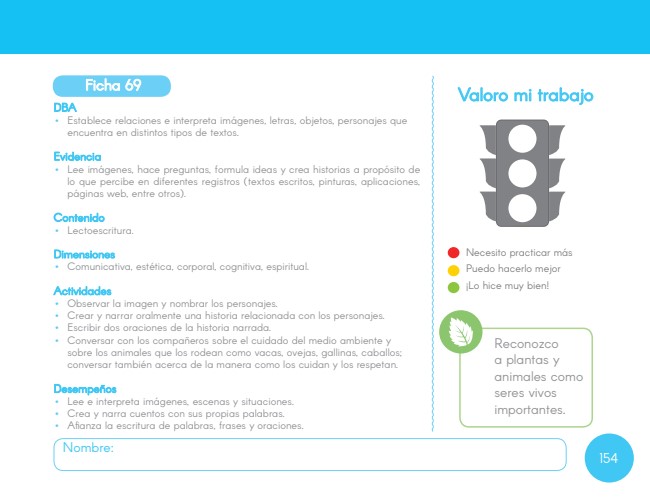 Ficha 69
DBA
• Establece relaciones e interpreta imágenes, letras, objetos, personajes que
encuentra en distintos tipos de textos.
Evidencia
• Lee imágenes, hace preguntas, formula ideas y crea historias a propósito de
lo que percibe en diferentes registros (textos escritos, pinturas, aplicaciones,
páginas web, entre otros).
Contenido
• Lectoescritura.
Dimensiones
• Comunicativa, estética, corporal, cognitiva, espiritual.
Actividades
• Observar la imagen y nombrar los personajes.
• Crear y narrar oralmente una historia relacionada con los personajes.
• Escribir dos oraciones de la historia narrada.
• Conversar con los compañeros sobre el cuidado del medio ambiente y
sobre los animales que los rodean como vacas, ovejas, gallinas, caballos;
conversar también acerca de la manera como los cuidan y los respetan.
Desempeños
• Lee e interpreta imágenes, escenas y situaciones.
• Crea y narra cuentos con sus propias palabras.
• Afianza la escritura de palabras, frases y oraciones.
Nombre:
Valoro mi trabajo
Necesito practicar más
Puedo hacerlo mejor
¡Lo hice muy bien!
Reconozco
a plantas y
animales como
seres vivos
importantes.
154